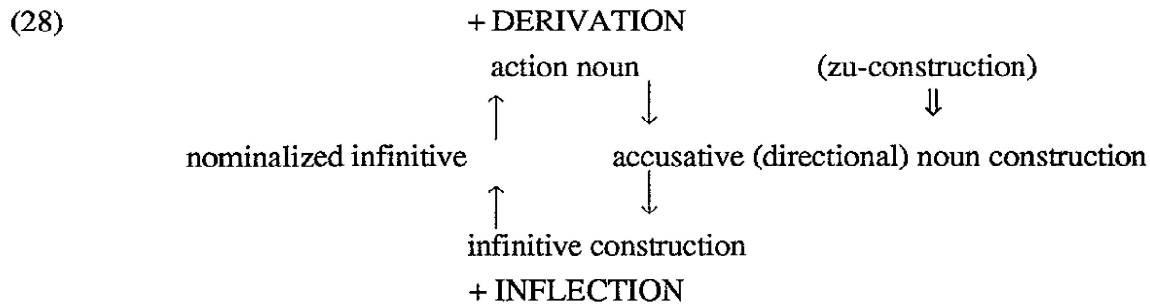 (28) + DERIVATION
action noun (zu-construction)
↑ ↓ ⇓
nominalized infinitive accusative (directional) noun construction
↑ ↓
infinitive construction
+ INFLECTION